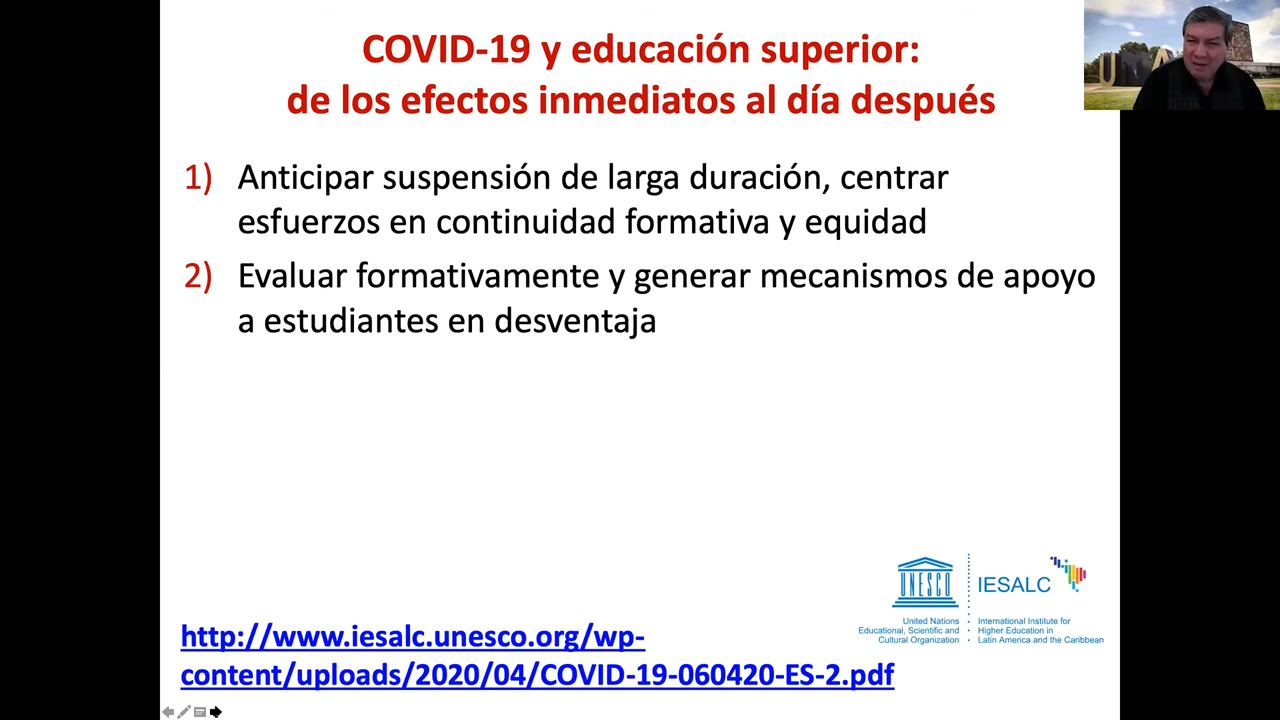 COVID-19 y educación superior:
de los efectos inmediatos al día después
1) Anticipar suspensión de larga duración, centrar
esfuerzos en continuidad formativa y equidad
2) Evaluar formativamente y generar mecanismos de apoyo
a estudiantes en desventaja
UNESCO
IESALC
United Nations
Educational, Scientific and
Cultural Organization
International Institute for
Higher Education in
Latin America and the Caribbean
http://www.iesalc.unesco.org/wp-
content/uploads/2020/04/COVID-19-060420-ES-2.pdf